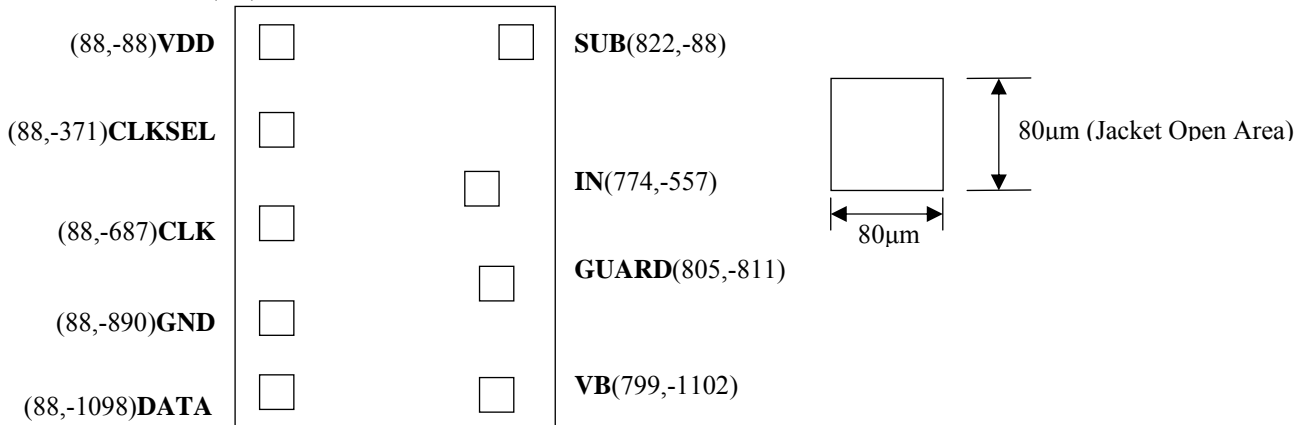 (88,-88)VDD
SUB(822,-88)
(88,-371)CLKSEL
80μm (Jacket Open Area)
IN(774,-557)
(88,-687)CLK
80μm
GUARD(805,-811)
(88,-890)GND
VB(799,-1102)
(88,-1098)DATA